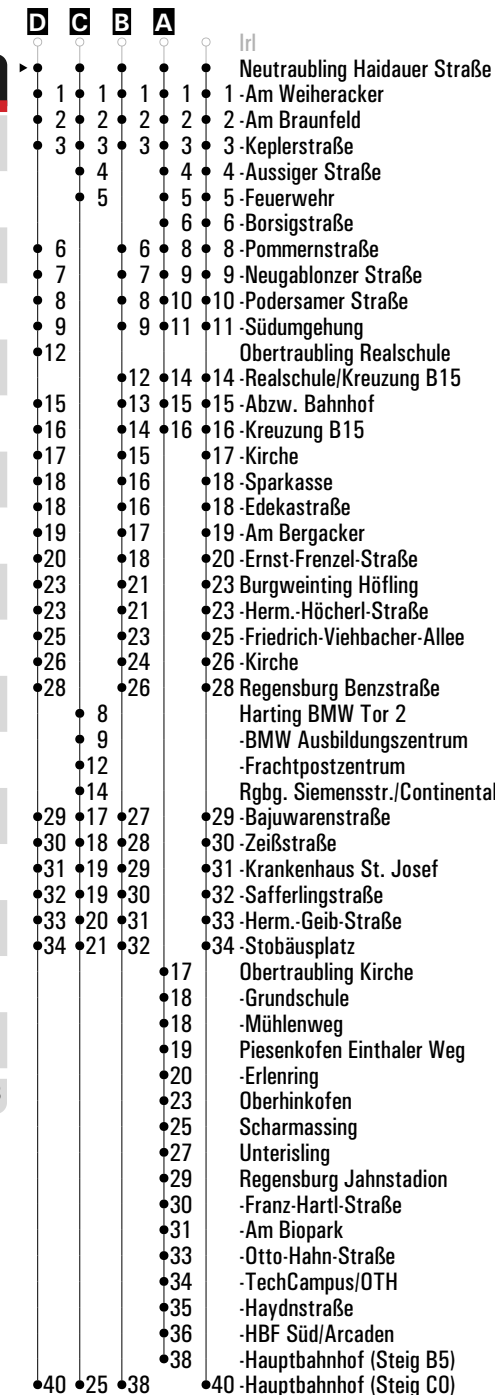 D C B A
Irl
Neutraubling Haidauer Straße
1 1 1 1 1 -Am Weiheracker
2 2 2 2 2 -Am Braunfeld
3 3 3 3 3 -Keplerstraße
4 4 4 -Aussiger Straße
5 5 5 -Feuerwehr
6 6 -Borsigstraße
6 6 8 8 -Pommernstraße
7 7 9 9 -Neugablonzer Straße
8 8 10 10 -Podersamer Straße
9 9 11 11 -Südumgehung
12 Obertraubling Realschule
12 14 14 -Realschule/Kreuzung B15
15 13 15 15 -Abzw. Bahnhof
16 14 16 16 -Kreuzung B15
17 15 17 -Kirche
18 16 18 -Sparkasse
18 16 18 -Edekastraße
19 17 19 -Am Bergacker
20 18 20 -Ernst-Frenzel-Straße
23 21 23 Burgweinting Höfling
23 21 23 -Herm.-Höcherl-Straße
25 23 25 -Friedrich-Viehbacher-Allee
26 24 26 -Kirche
28 26 28 Regensburg Benzstraße
8 Harting BMW Tor 2
9 -BMW Ausbildungszentrum
12 -Frachtpostzentrum
14 Rgbg. Siemensstr./Continental
29 17 27 29 -Bajuwarenstraße
30 18 28 30 -Zeißstraße
31 19 29 31 -Krankenhaus St. Josef
32 19 30 32 -Safferlingstraße
33 20 31 33 -Herm.-Geib-Straße
34 21 32 34 -Stobäusplatz
17 Obertraubling Kirche
18 -Grundschule
18 -Mühlenweg
19 Piesenkofen Einthaler Weg
20 -Erlenring
23 Oberhinkofen
25 Scharmassing
27 Unterisling
29 Regensburg Jahnstadion
30 -Franz-Hartl-Straße
31 -Am Biopark
33 -Otto-Hahn-Straße
34 -TechCampus/OTH
35 -Haydnstraße
36 -HBF Süd/Arcaden
38 -Hauptbahnhof (Steig B5)
40 25 38 40 -Hauptbahnhof (Steig C0)